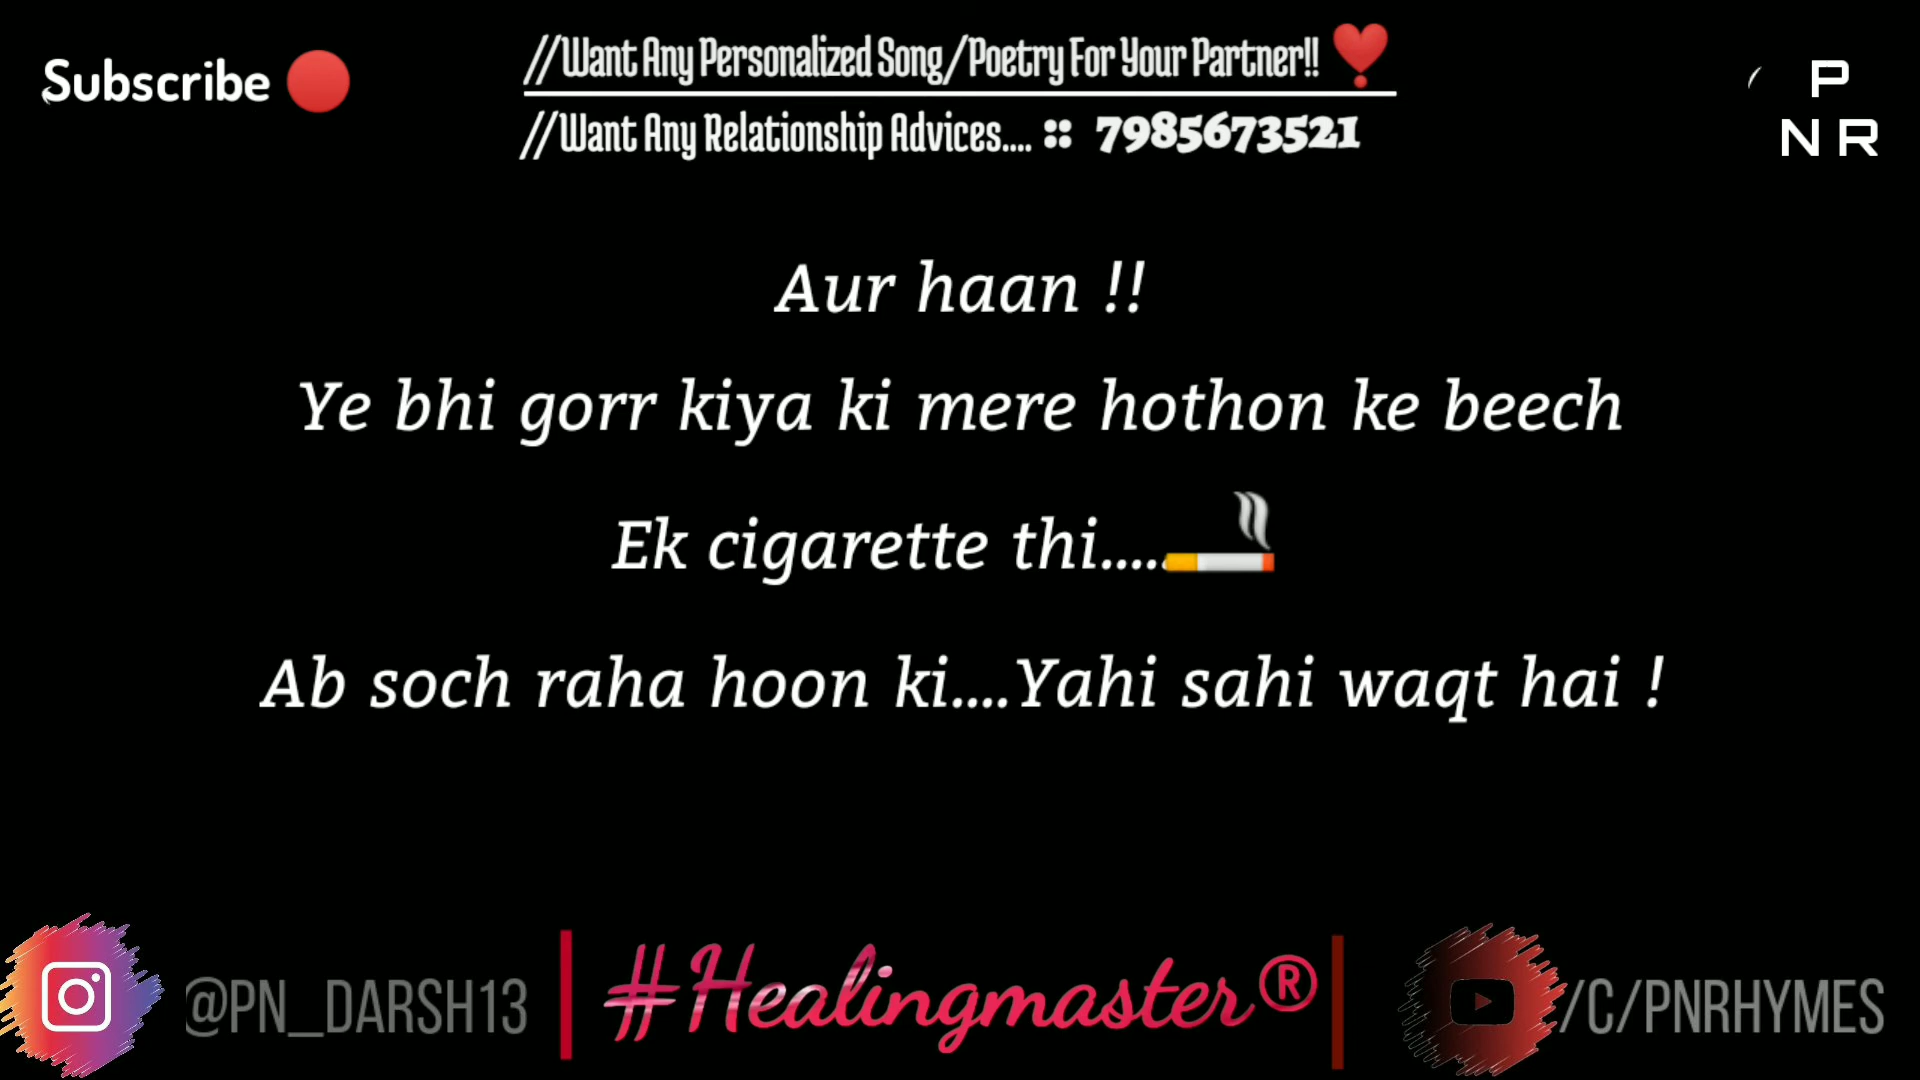 Subscribe
//Want Any Personalized Song/Poetry For Your Partner!! ❣️
//Want Any Relationship Advices.... :: 7985673521
P
NR
Aur haan !!
Ye bhi gorr kiya ki mere hothon ke beech
Ek cigarette thi.....🚬
Ab soch raha hoon ki....Yahi sahi waqt hai !
@PN_DARSH13
#Healingmaster®
/C/PNRHYMES